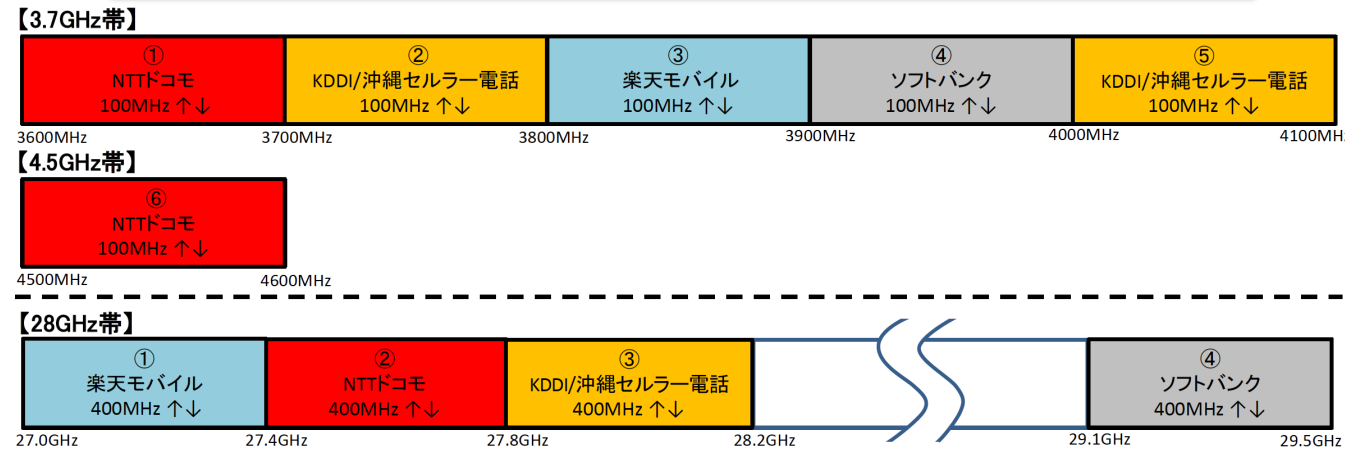 【3.7GHz帯】
①
NTTドコモ
100MHz ↑↓
②
KDDI/沖縄セルラー電話
100MHz ↑↓
③
楽天モバイル
100MHz ↑↓
④
ソフトバンク
100MHz ↑↓
⑤
KDDI/沖縄セルラー電話
100MHz ↑↓
3600MHz
3700MHz
3800MHz
3900MHz
4000MHz
4100MH
【4.5GHz帯】
⑥
NTTドコモ
100MHz ↑↓
4500MHz
4600MHz
【28GHz帯】
①
楽天モバイル
400MHz ↑↓
②
NTTドコモ
400MHz ↑↓
③
KDDI/沖縄セルラー電話
400MHz ↑↓
④
ソフトバンク
400MHz ↑↓
27.0GHz
27.4GHz
27.8GHz
28.2GHz
29.1GHz
29.5GHz